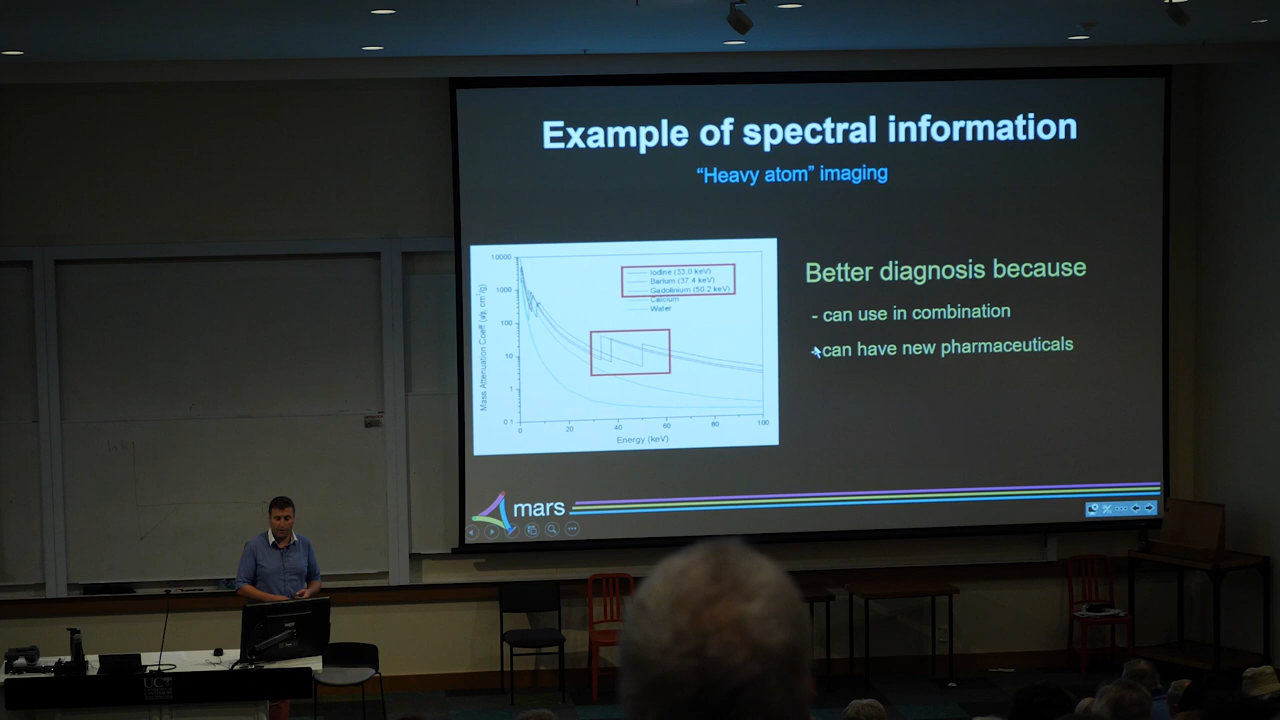 Example of spectral information
“Heavy atom” imaging
10000
1000
100
10
1
0.1
0
20
40
60
80
100
Energy (keV)
Iodine (33.0 keV)
Barium (37.4 keV)
Gadolinium (50.2 keV)
Calcium
Water
Better diagnosis because
- can use in combination
can have new pharmaceuticals
mars
UC